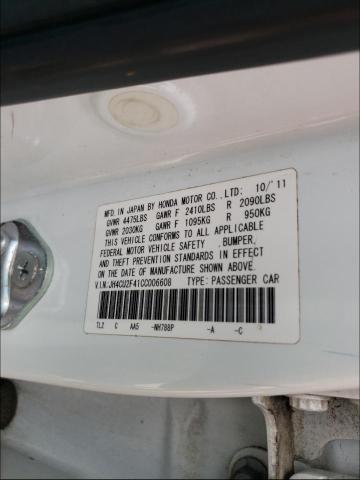 MFD. IN JAPAN BY HONDA MOTOR CO., LTD: 10/'11
GVWR 4475LBS GAWR F 2410LBS R 2090LBS
GVWR 2030KG GAWR F 1095KG R 950KG
THIS VEHICLE CONFORMS TO ALL APPLICABLE
FEDERAL MOTOR VEHICLE SAFETY ,BUMPER,
AND THEFT PREVENTION STANDARDS IN EFFECT
ON THE DATE OF MANUFACTURE SHOWN ABOVE.
V.I.N.:JH4CU2F41CC006608 TYPE: PASSENGER CAR
TL2 C AA5 -NH788P -A -C